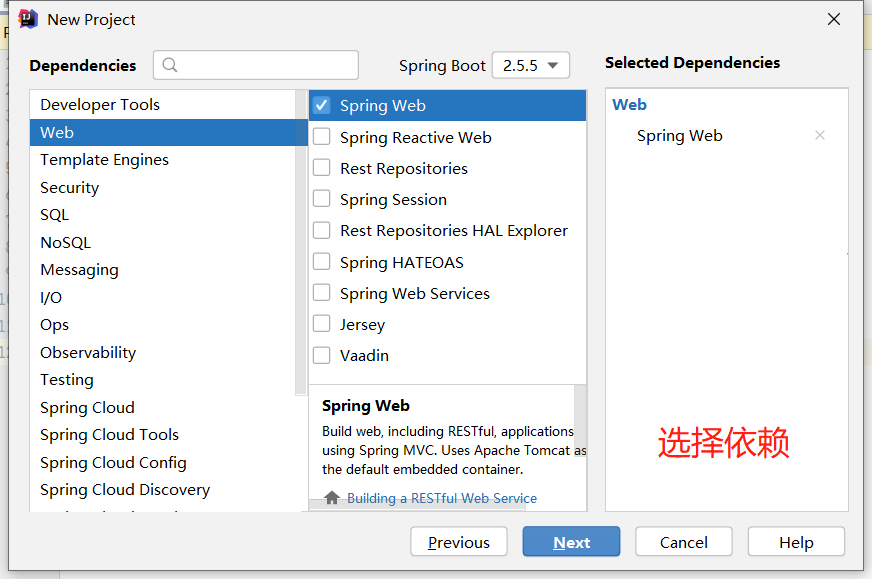 New Project
Dependencies
Spring Boot 2.5.5
Selected Dependencies
Developer Tools
Web
Template Engines
Security
SQL
NoSQL
Messaging
I/O
Ops
Observability
Testing
Spring Cloud
Spring Cloud Tools
Spring Cloud Config
Spring Cloud Discovery
Spring Web
Spring Reactive Web
Rest Repositories
Spring Session
Rest Repositories HAL Explorer
Spring HATEOAS
Spring Web Services
Jersey
Vaadin
Spring Web
Build web, including RESTful, applications
using Spring MVC. Uses Apache Tomcat as
the default embedded container.
Building a RESTful Web Service
Web
Spring Web
选择依赖
Previous
Next
Cancel
Help